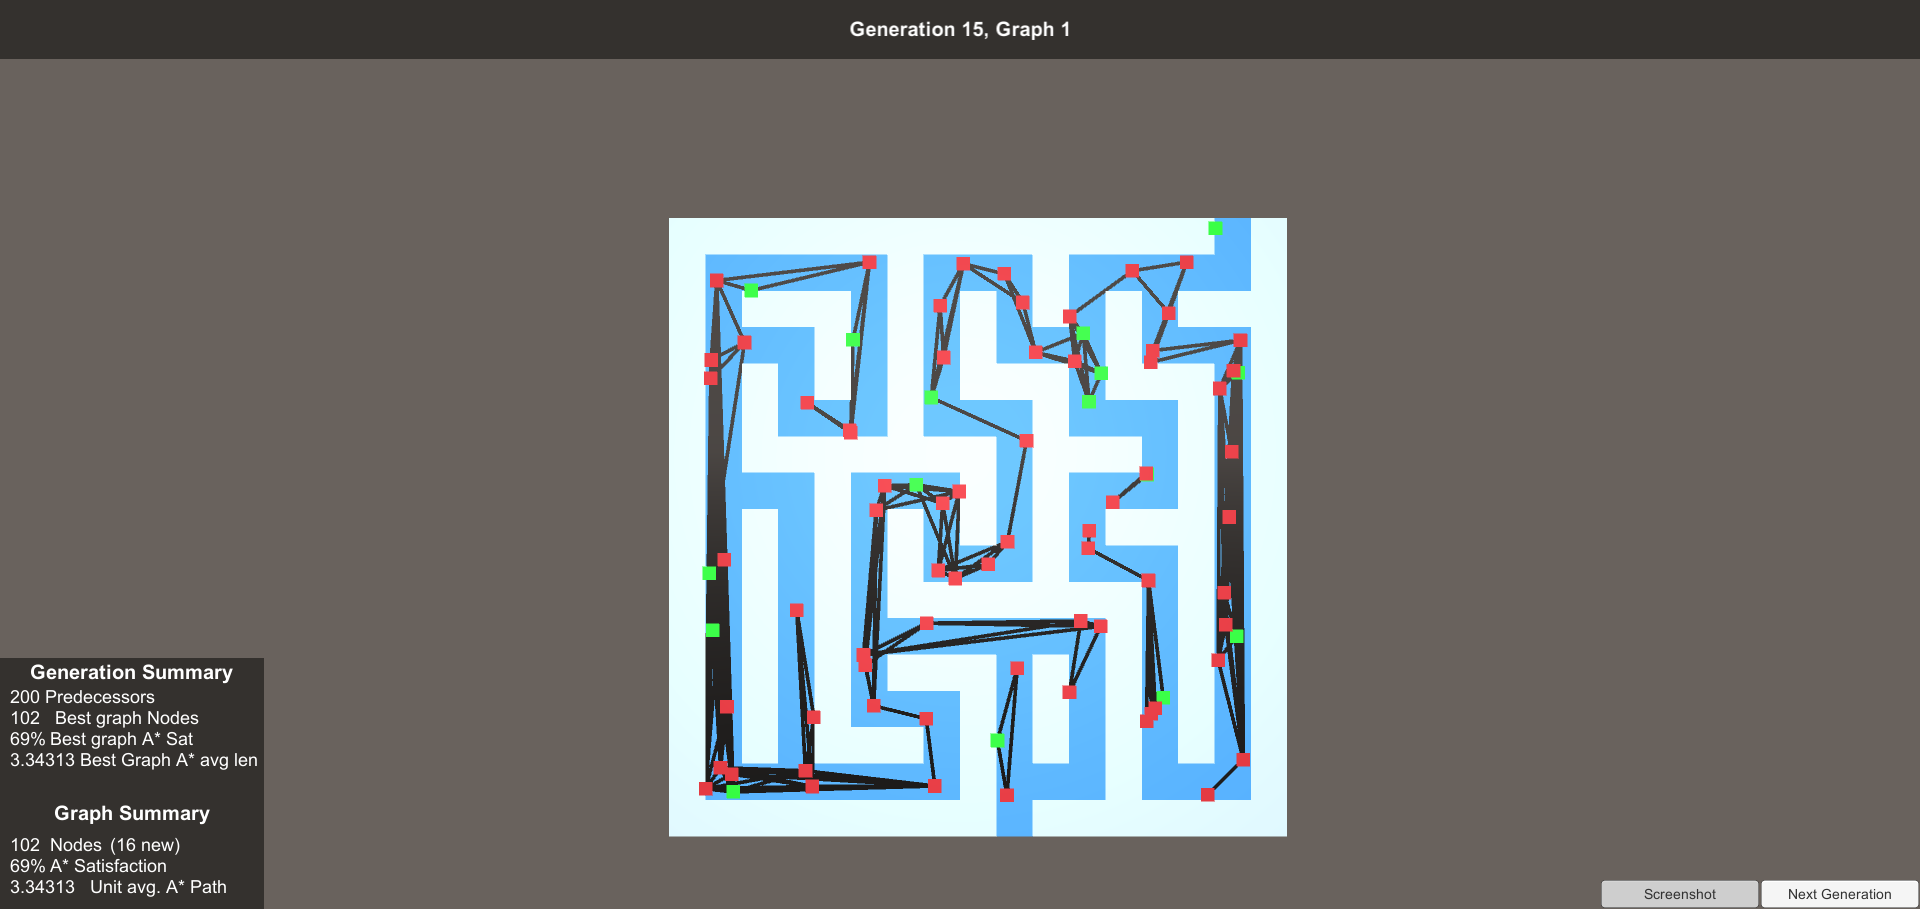 Generation 15, Graph 1
Generation Summary
200 Predecessors
102 Best graph Nodes
69% Best graph A* Sat
3.34313 Best Graph A* avg len
Graph Summary
102 Nodes (16 new)
69% A* Satisfaction
3.34313 Unit avg. A* Path
Screenshot
Next Generation